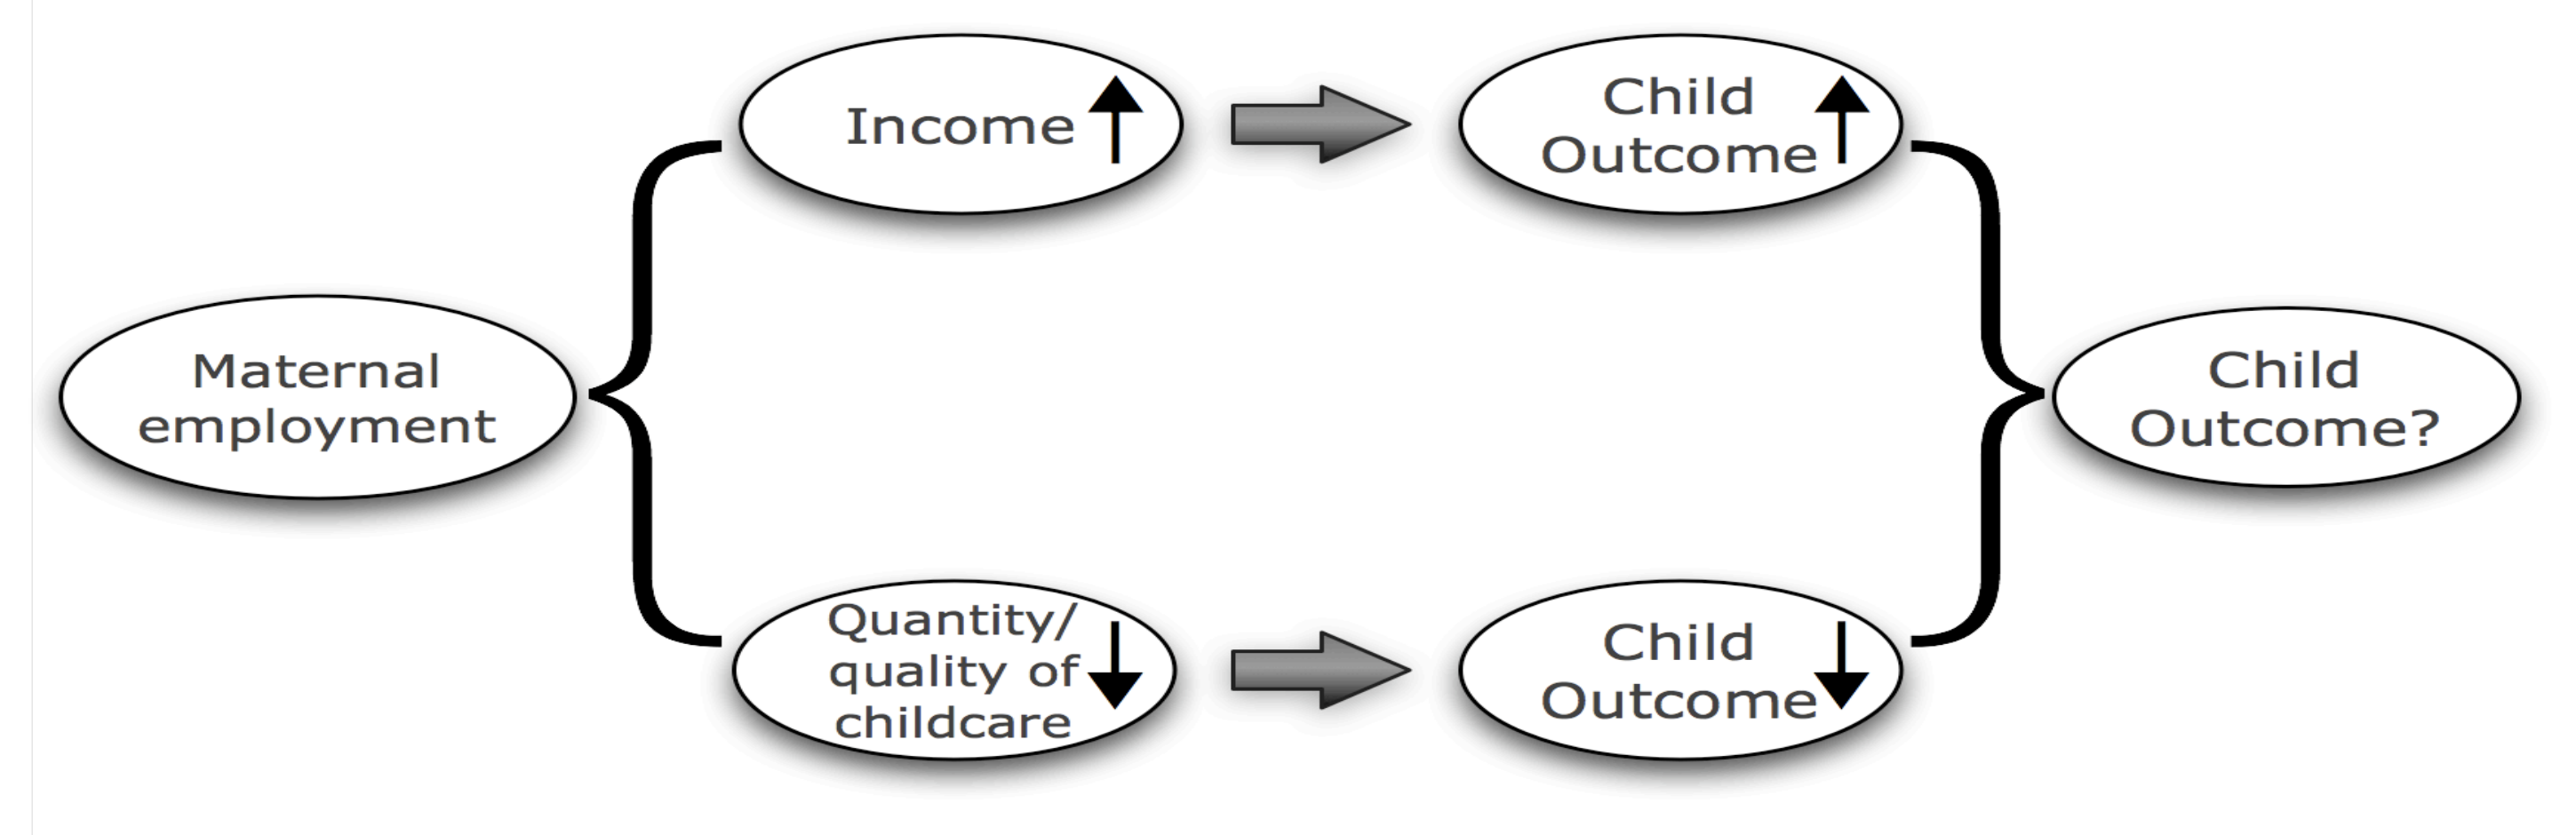 Maternal
employment
Income
Child
Outcome
Quantity/
quality of
childcare
Child
Outcome
Child
Outcome?